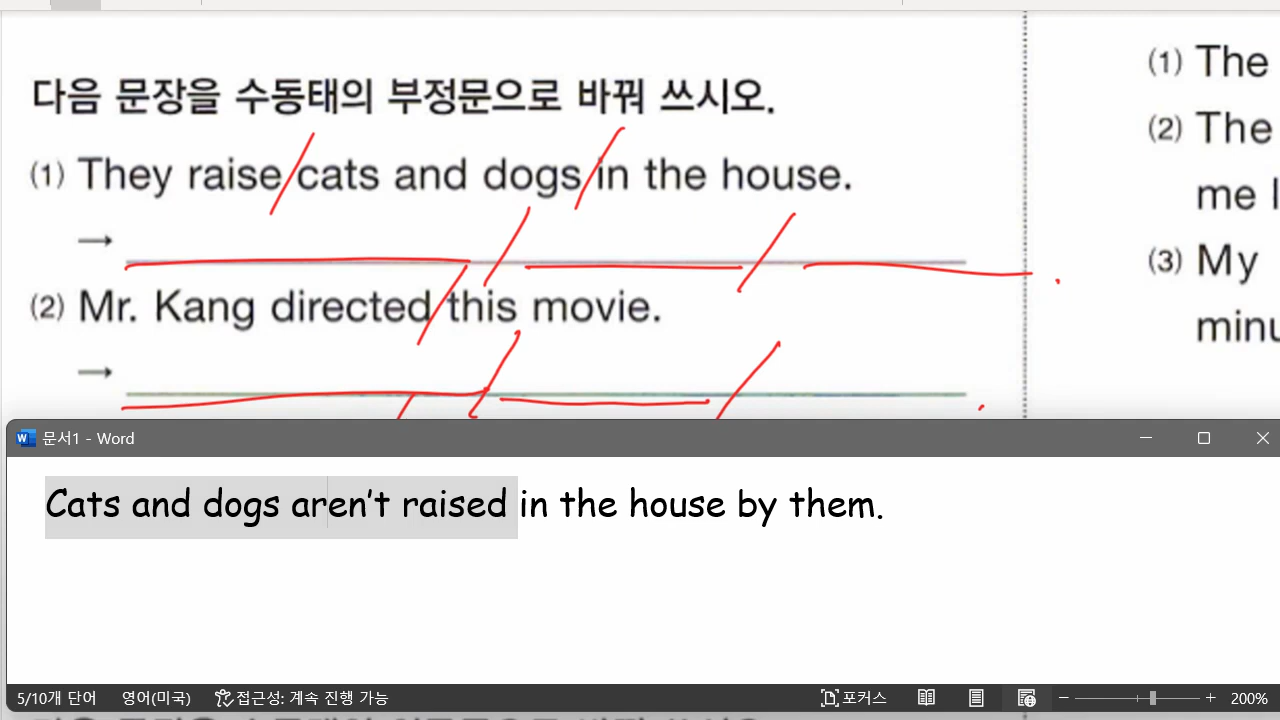 다음 문장을 수동태의 부정문으로 바꿔 쓰시오.
(1) They raise cats and dogs in the house.
→
(2) Mr. Kang directed this movie.
→
(1) The
(2) The
me l
(3) My
minu
문서1 - Word
Cats and dogs aren’t raised in the house by them.
5/10개 단어 영어(미국) 접근성: 계속 진행 가능 포커스 200%